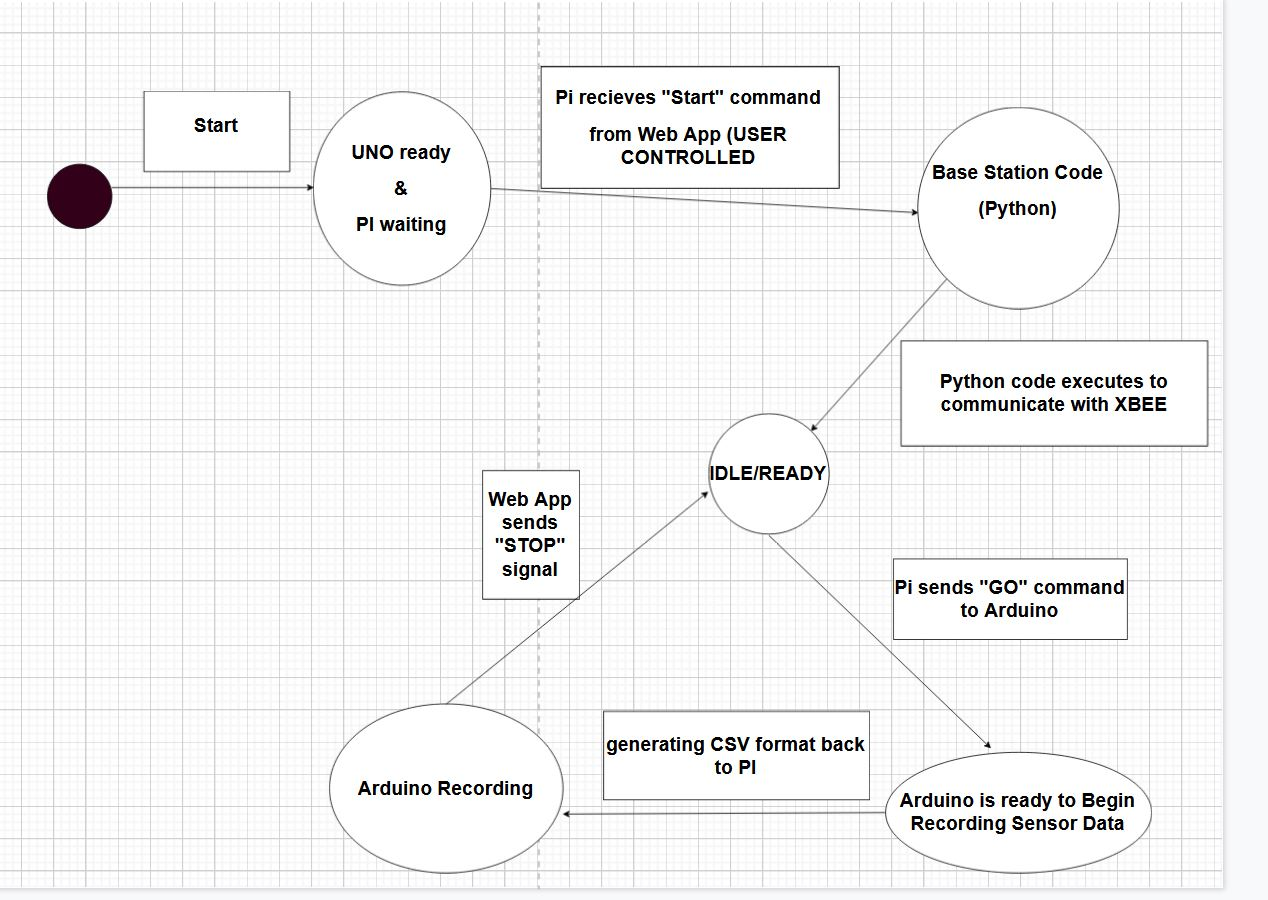 Start
UNO ready
&
PI waiting
Pi recieves "Start" command
from Web App (USER
CONTROLLED
Base Station Code
(Python)
Python code executes to
communicate with XBEE
IDLE/READY
Web App
sends
"STOP"
signal
Pi sends "GO" command
to Arduino
generating CSV format back
to PI
Arduino Recording
Arduino is ready to Begin
Recording Sensor Data